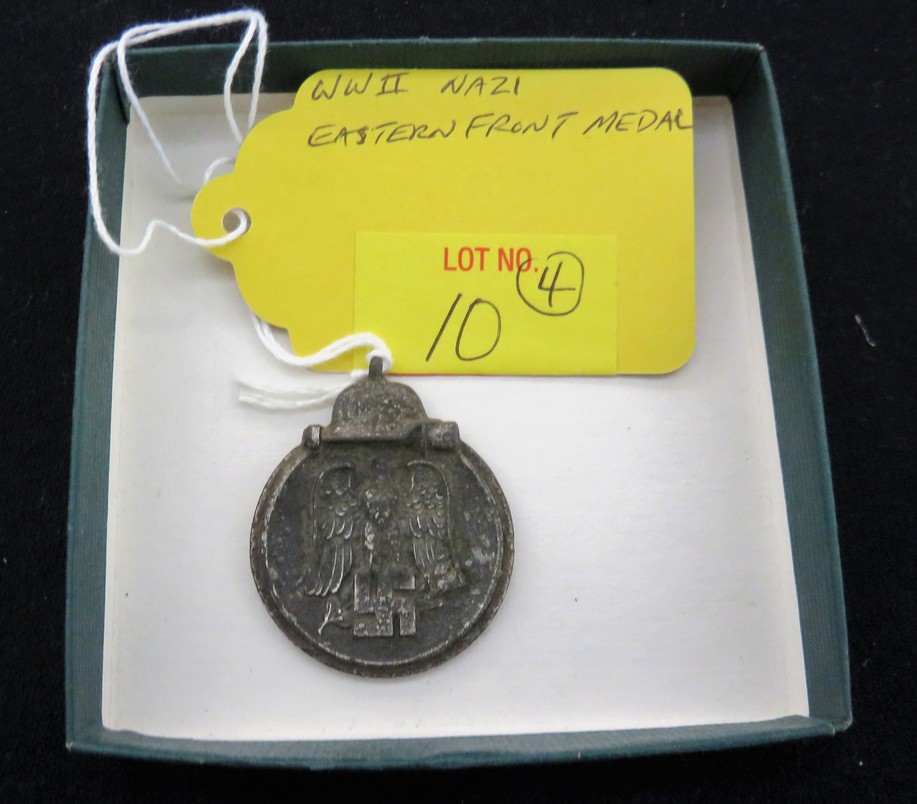 WWII NAZI
EASTERN FRONT MEDAL
LOT NO.
10 4